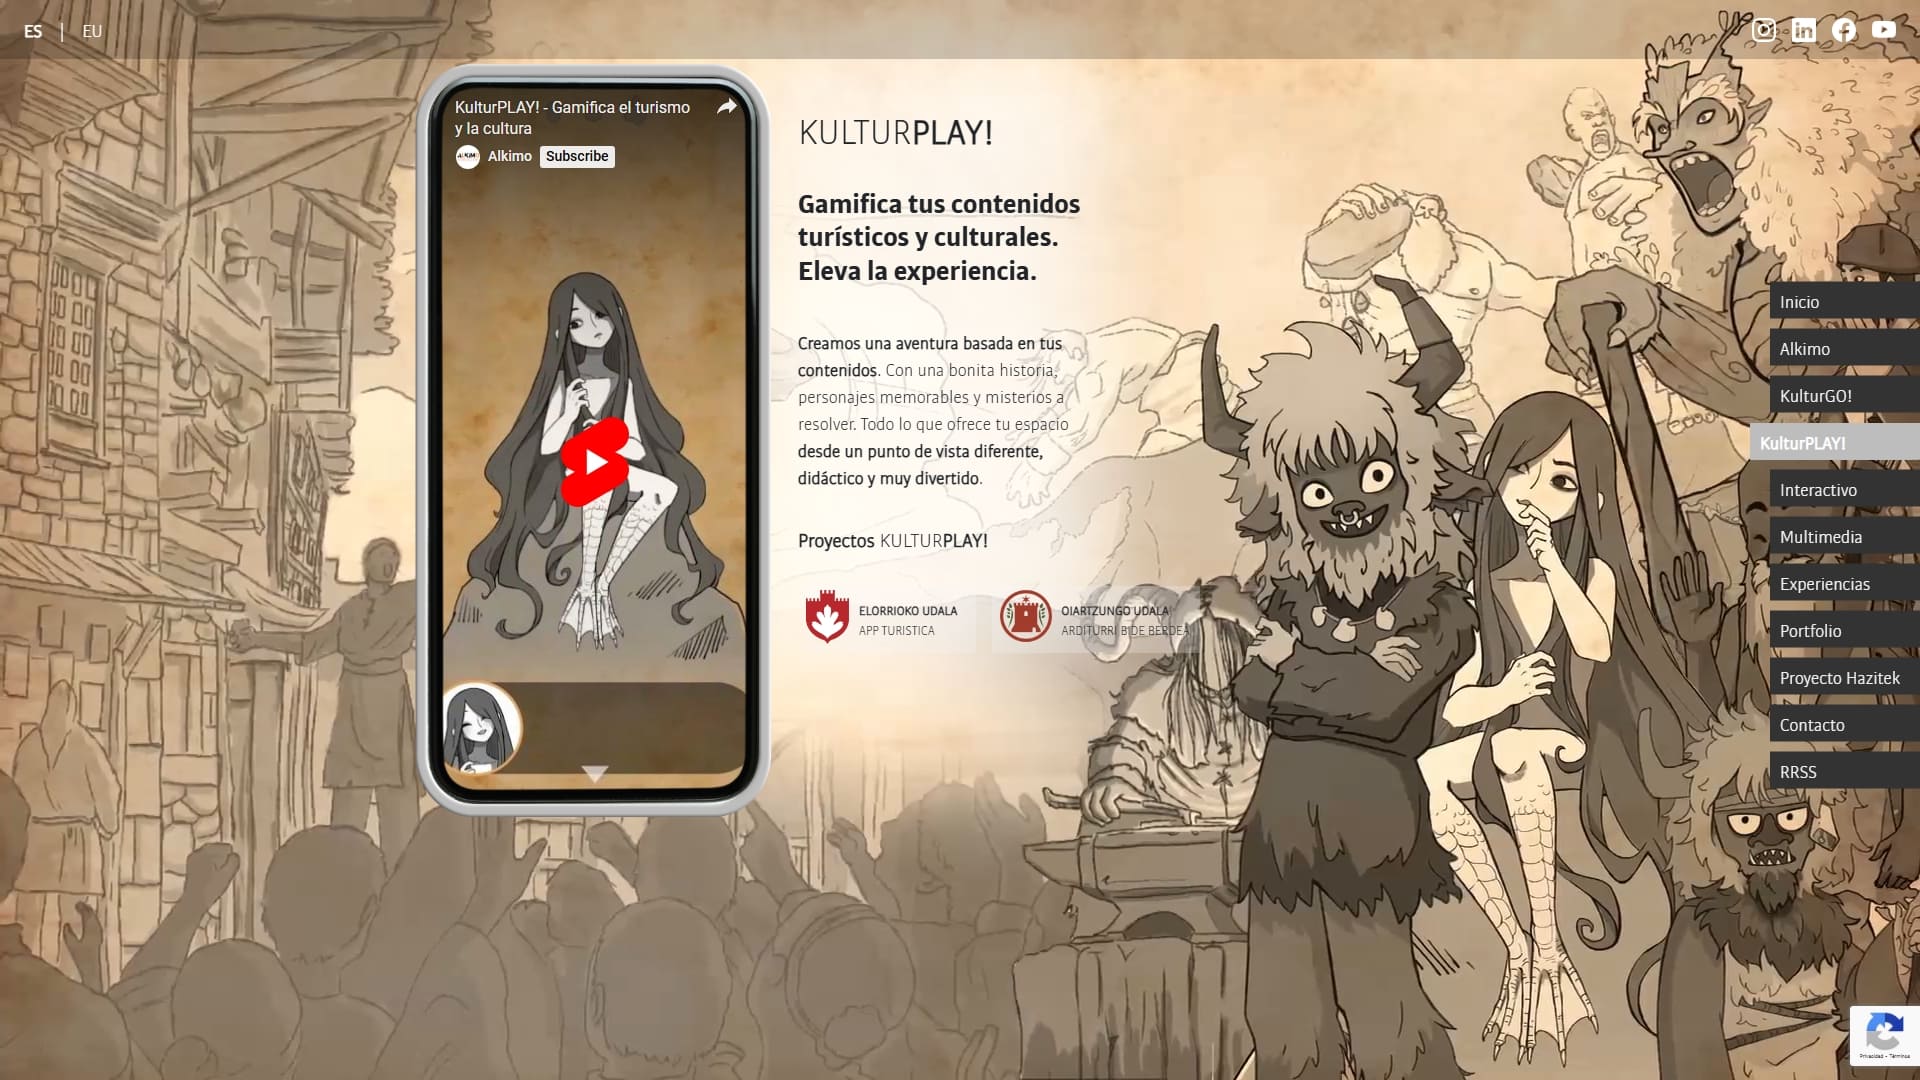 ES | EU
KulturPLAY! - Gamifica el turismo
y la cultura
Alkimo Subscribe
KULTURPLAY!
Gamifica tus contenidos
turísticos y culturales.
Eleva la experiencia.
Creamos una aventura basada en tus
contenidos. Con una bonita historia,
personajes memorables y misterios a
resolver. Todo lo que ofrece tu espacio
desde un punto de vista diferente,
didáctico y muy divertido.
Proyectos KULTURPLAY!
ELORRIOKO UDALA
APP TURISTICA
OIARTZUNGO UDALA
ARDITURRI BIDE BERDEA
Inicio
Alkimo
KulturGO!
KulturPLAY!
Interactivo
Multimedia
Experiencias
Portfolio
Proyecto Hazitek
Contacto
RRSS
Privacidad - Términos